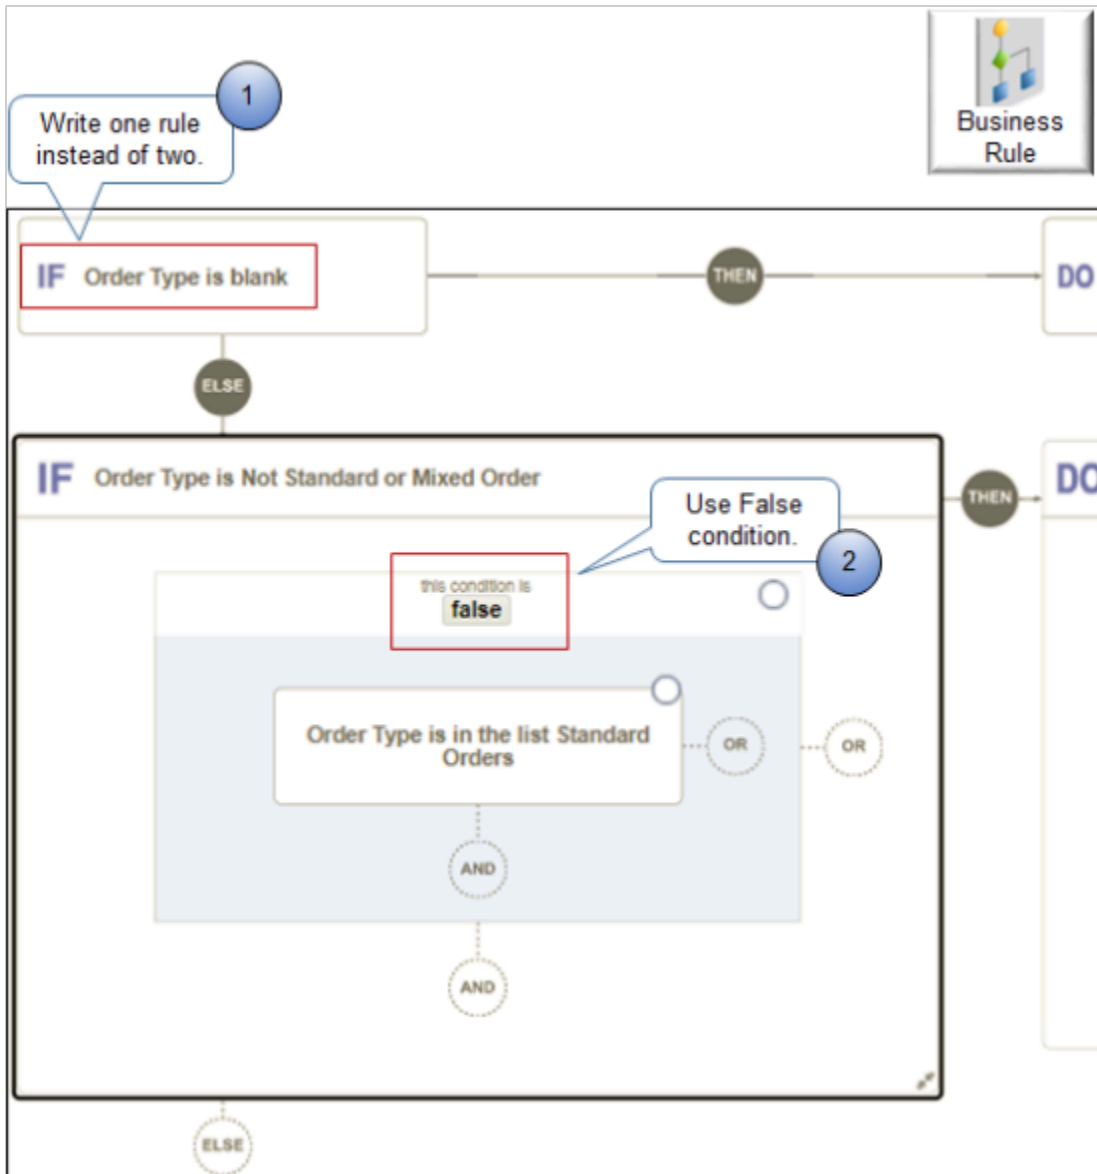 Business
Rule
1
Write one rule
instead of two.
IF Order Type is blank
THEN
DO
ELSE
IF Order Type is Not Standard or Mixed Order
THEN
DO
Use False
condition.
2
this condition is
false
Order Type is in the list Standard
Orders
OR
OR
AND
AND
ELSE